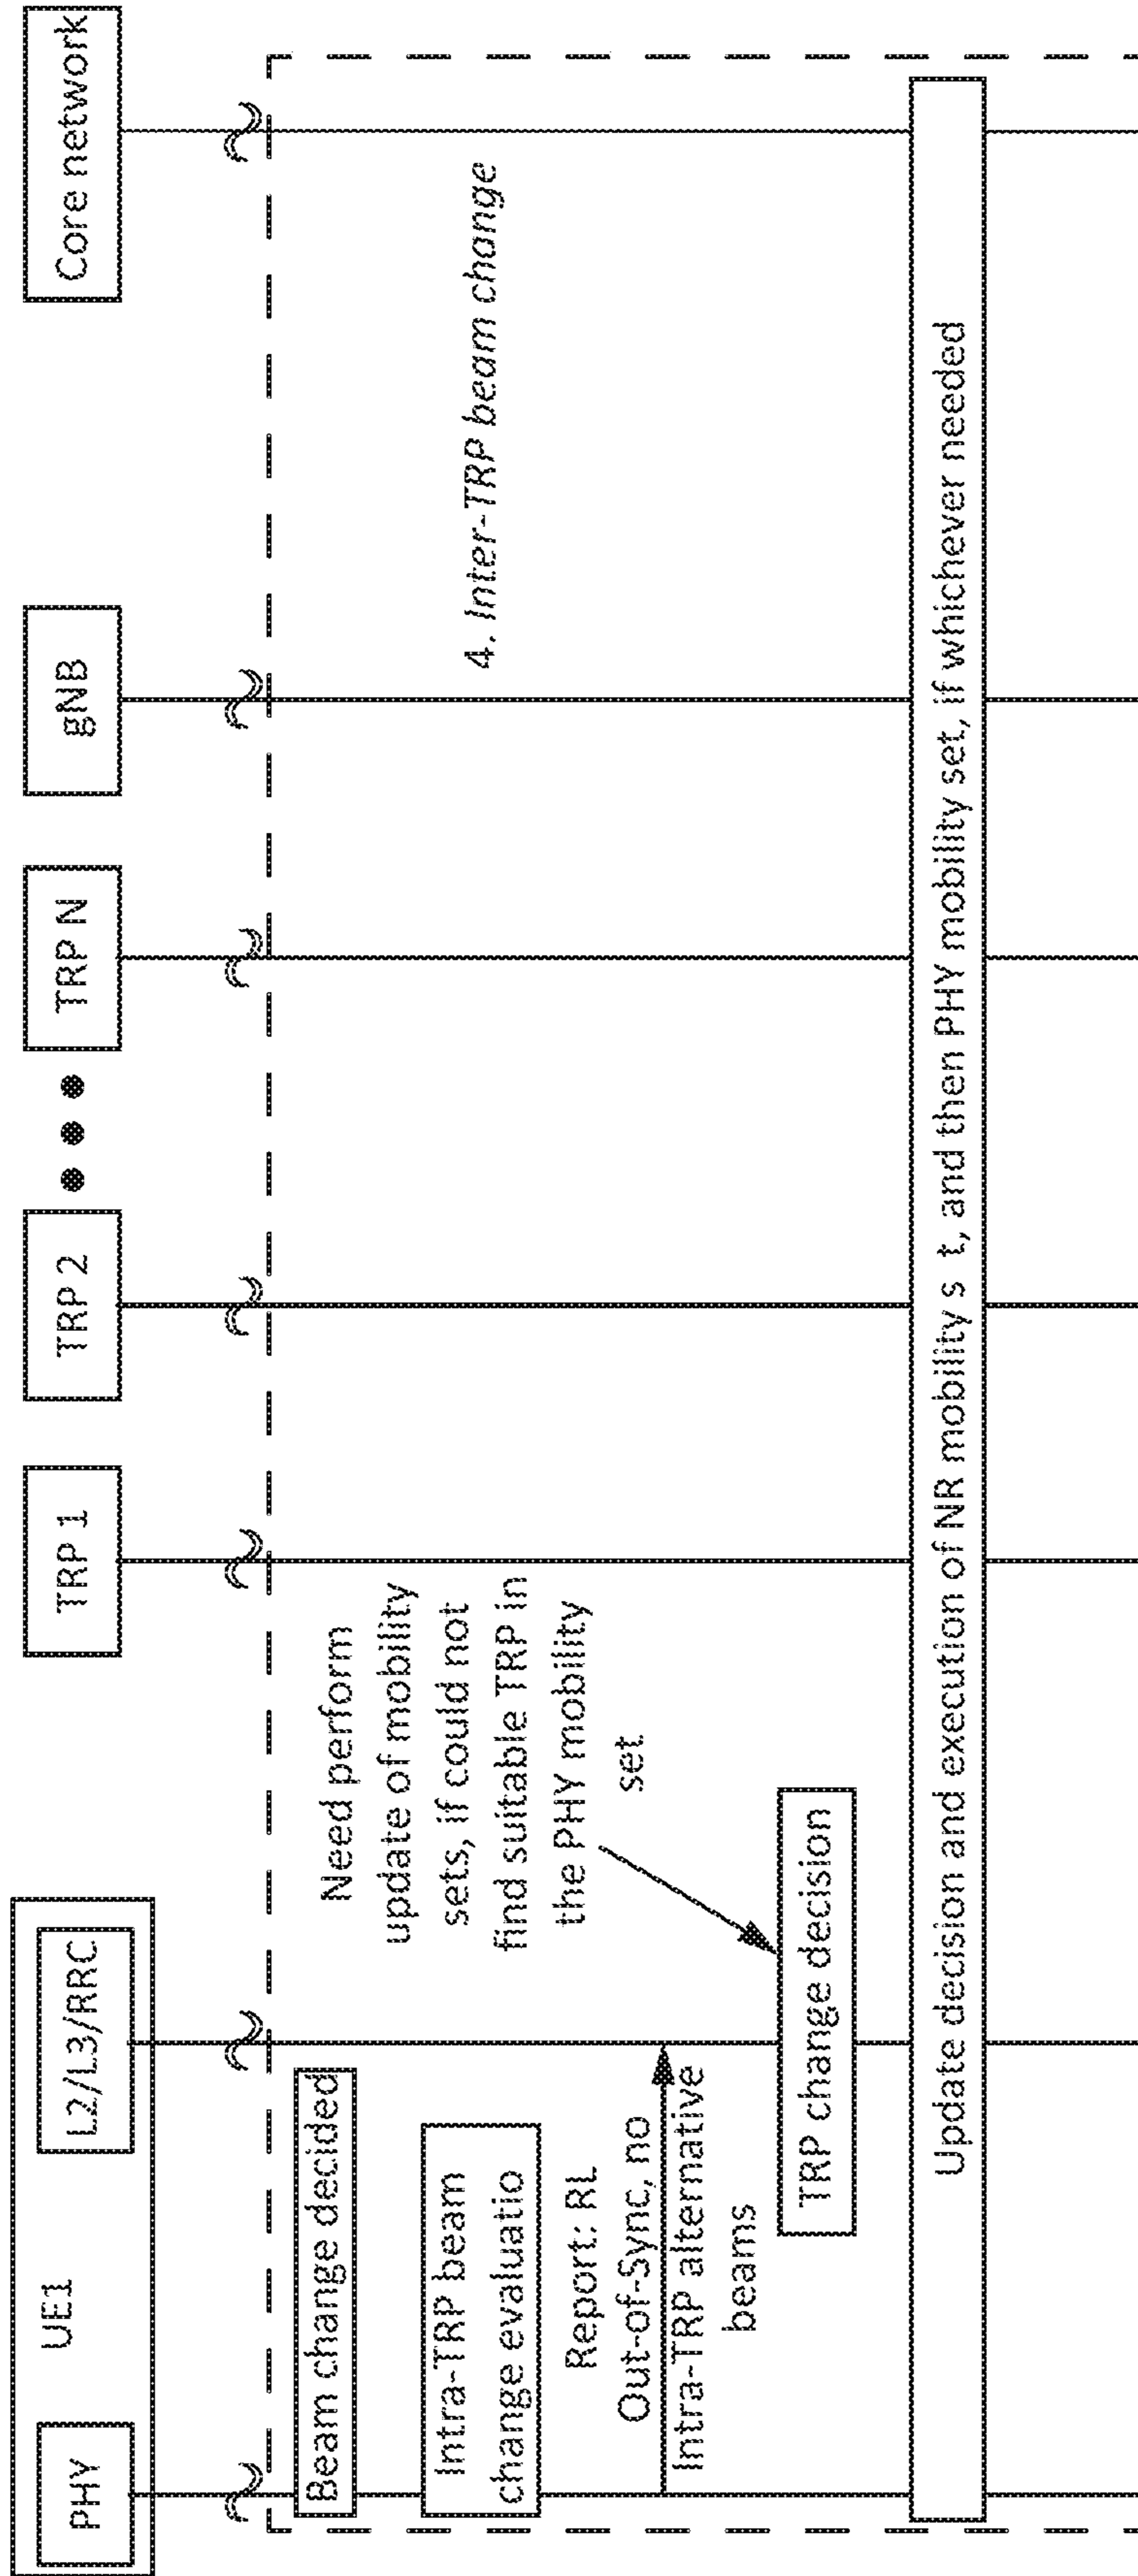 UE1
PHY
L2/L3/RRC
TRP 1
TRP 2
TRP N
gNB
Core network
Beam change decided
Need perform
update of mobility
sets, if could not
find suitable TRP in
the PHY mobility
set
4. Inter-TRP beam change
Intra-TRP beam
change evaluatio
Report: RL
Out-of-Sync, no
Intra-TRP alternative
beams
TRP change decision
Update decision and execution of NR mobility s t, and then PHY mobility set, if whichever needed